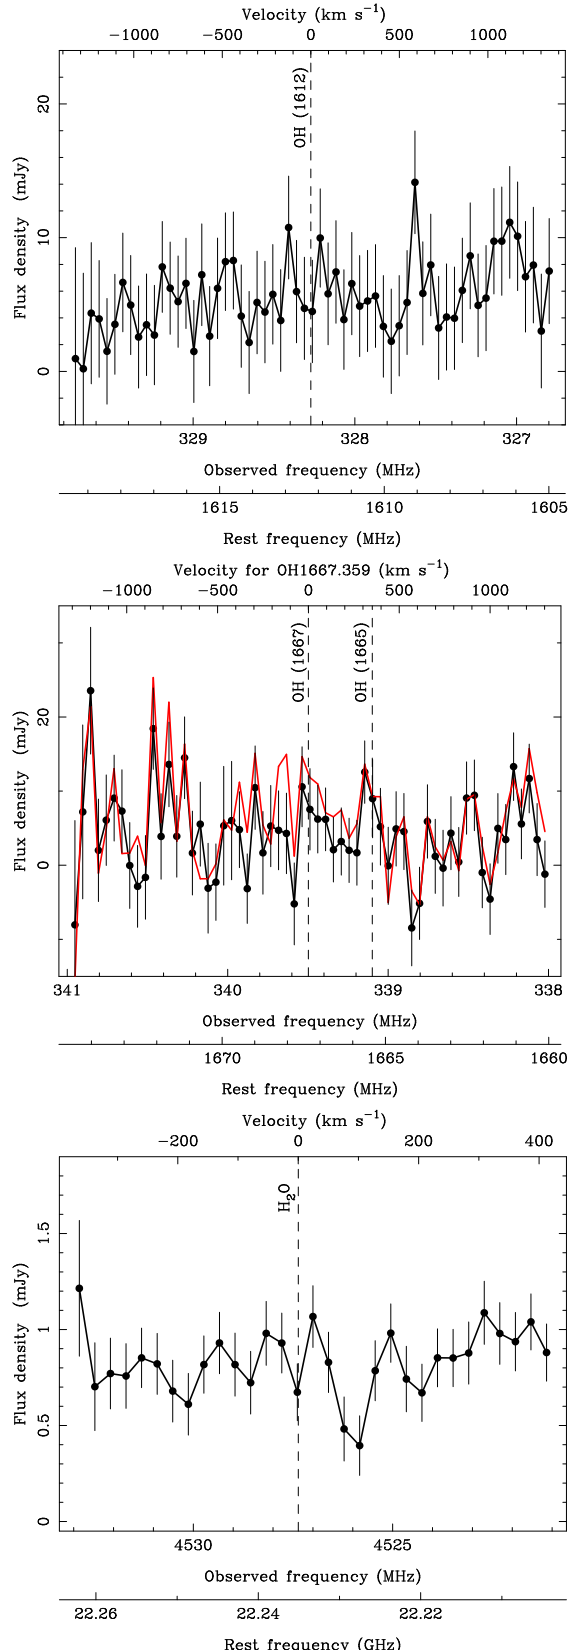 Velocity (km s⁻¹)
−1000 −500 0 500 1000
OH (1612)
Flux density (mJy)
20
10
0
329 328 327
Observed frequency (MHz)
1615 1610 1605
Rest frequency (MHz)
Velocity for OH1667.359 (km s⁻¹)
−1000 −500 0 500 1000
OH (1667) OH (1665)
Flux density (mJy)
20
0
341 340 339 338
Observed frequency (MHz)
1670 1665 1660
Rest frequency (MHz)
Velocity (km s⁻¹)
−200 0 200 400
H₂O
Flux density (mJy)
1.5
1
0.5
0
4530 4525
Observed frequency (MHz)
22.26 22.24 22.22
Rest frequency (GHz)